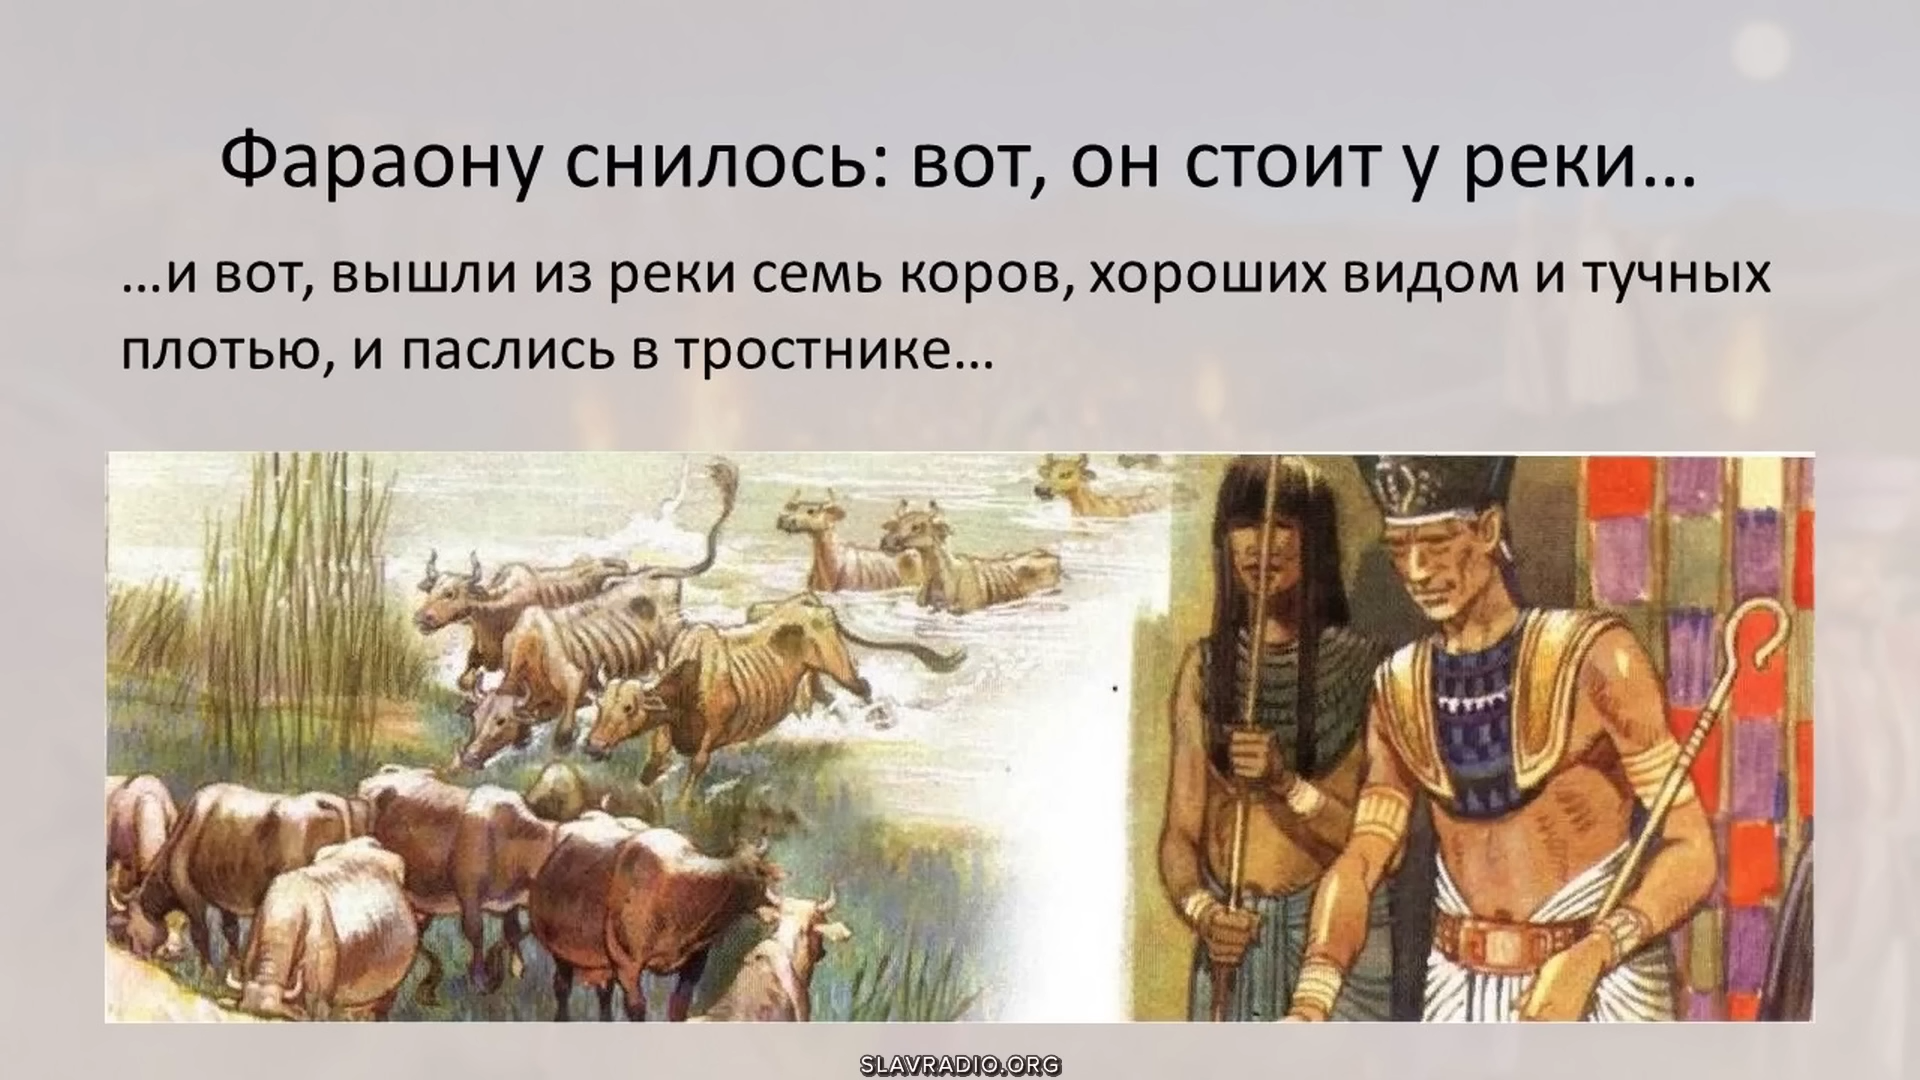 Фараону снилось: вот, он стоит у реки…
…и вот, вышли из реки семь коров, хороших видом и тучных
плотью, и паслись в тростнике…
SLAVRADIO.ORG